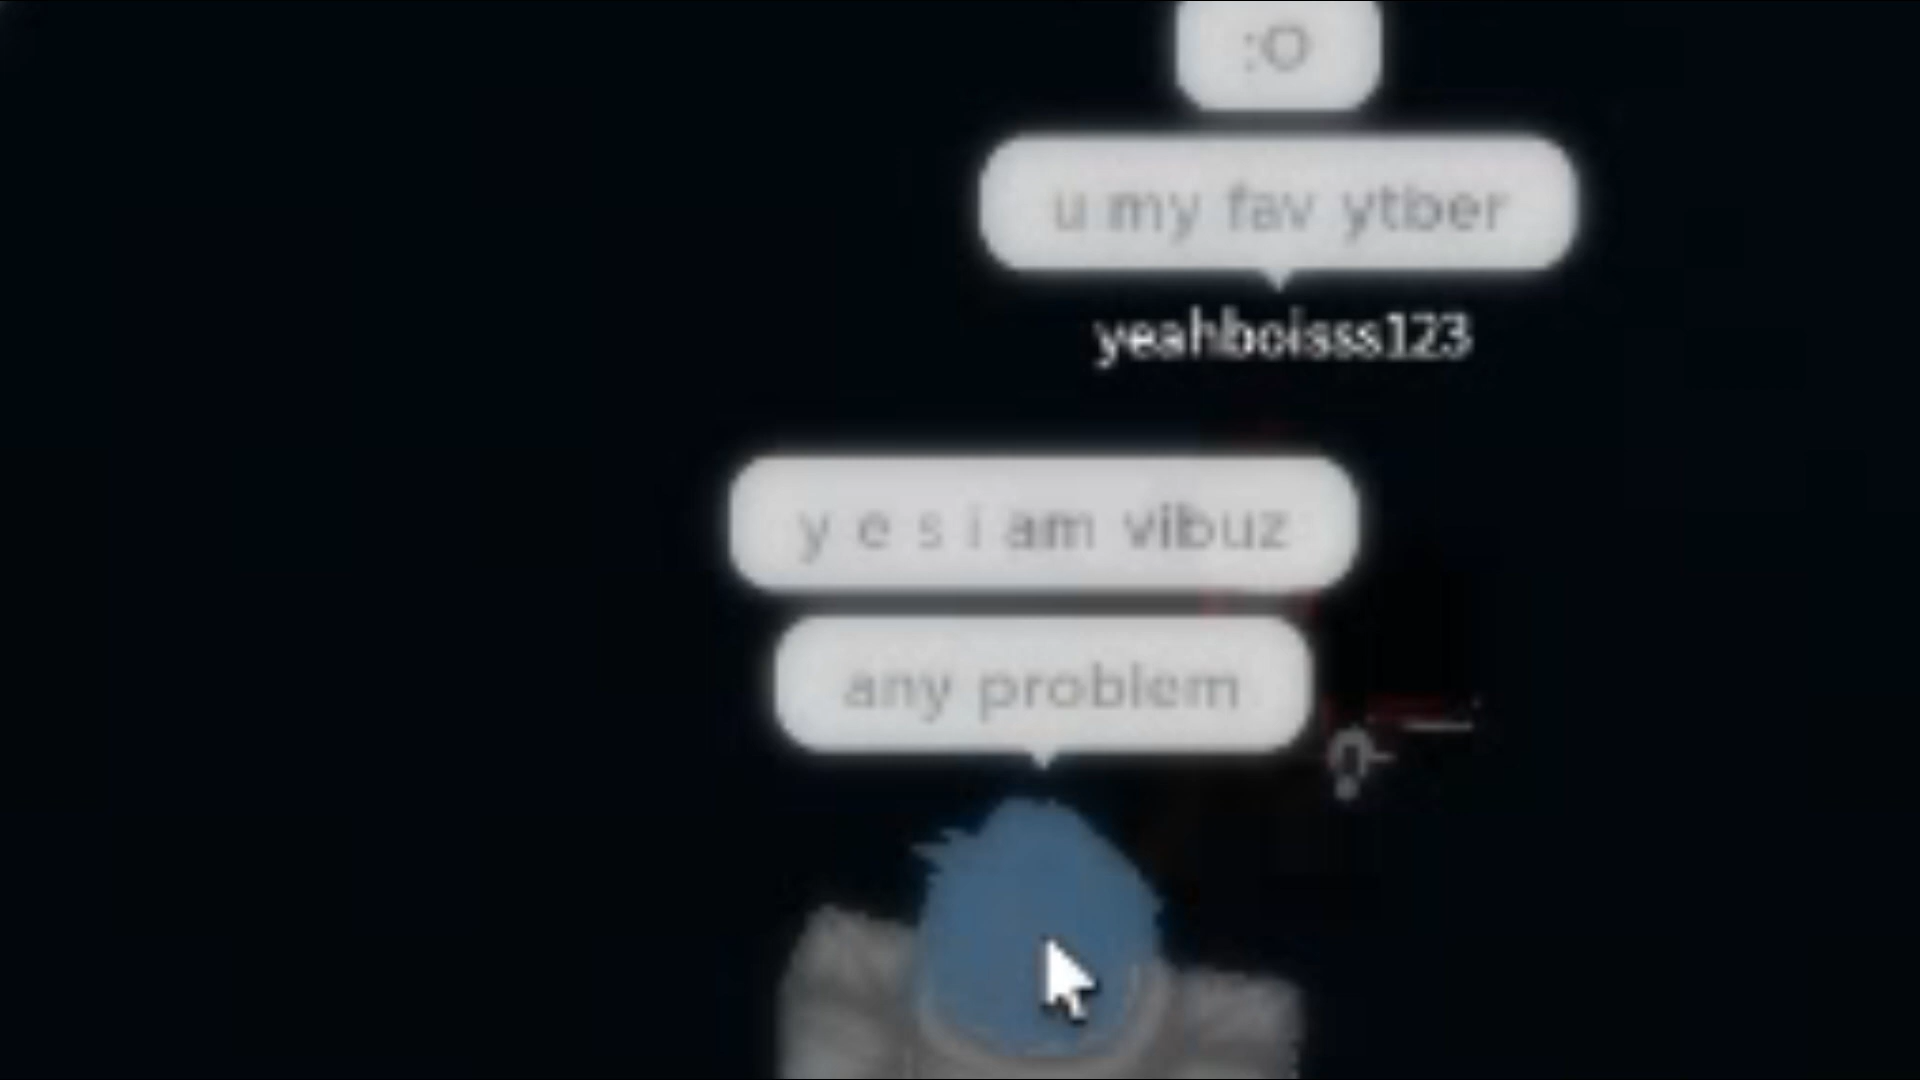 :O
u my fav ytber
yeahboisss123
y e s i am vibuz
any problem